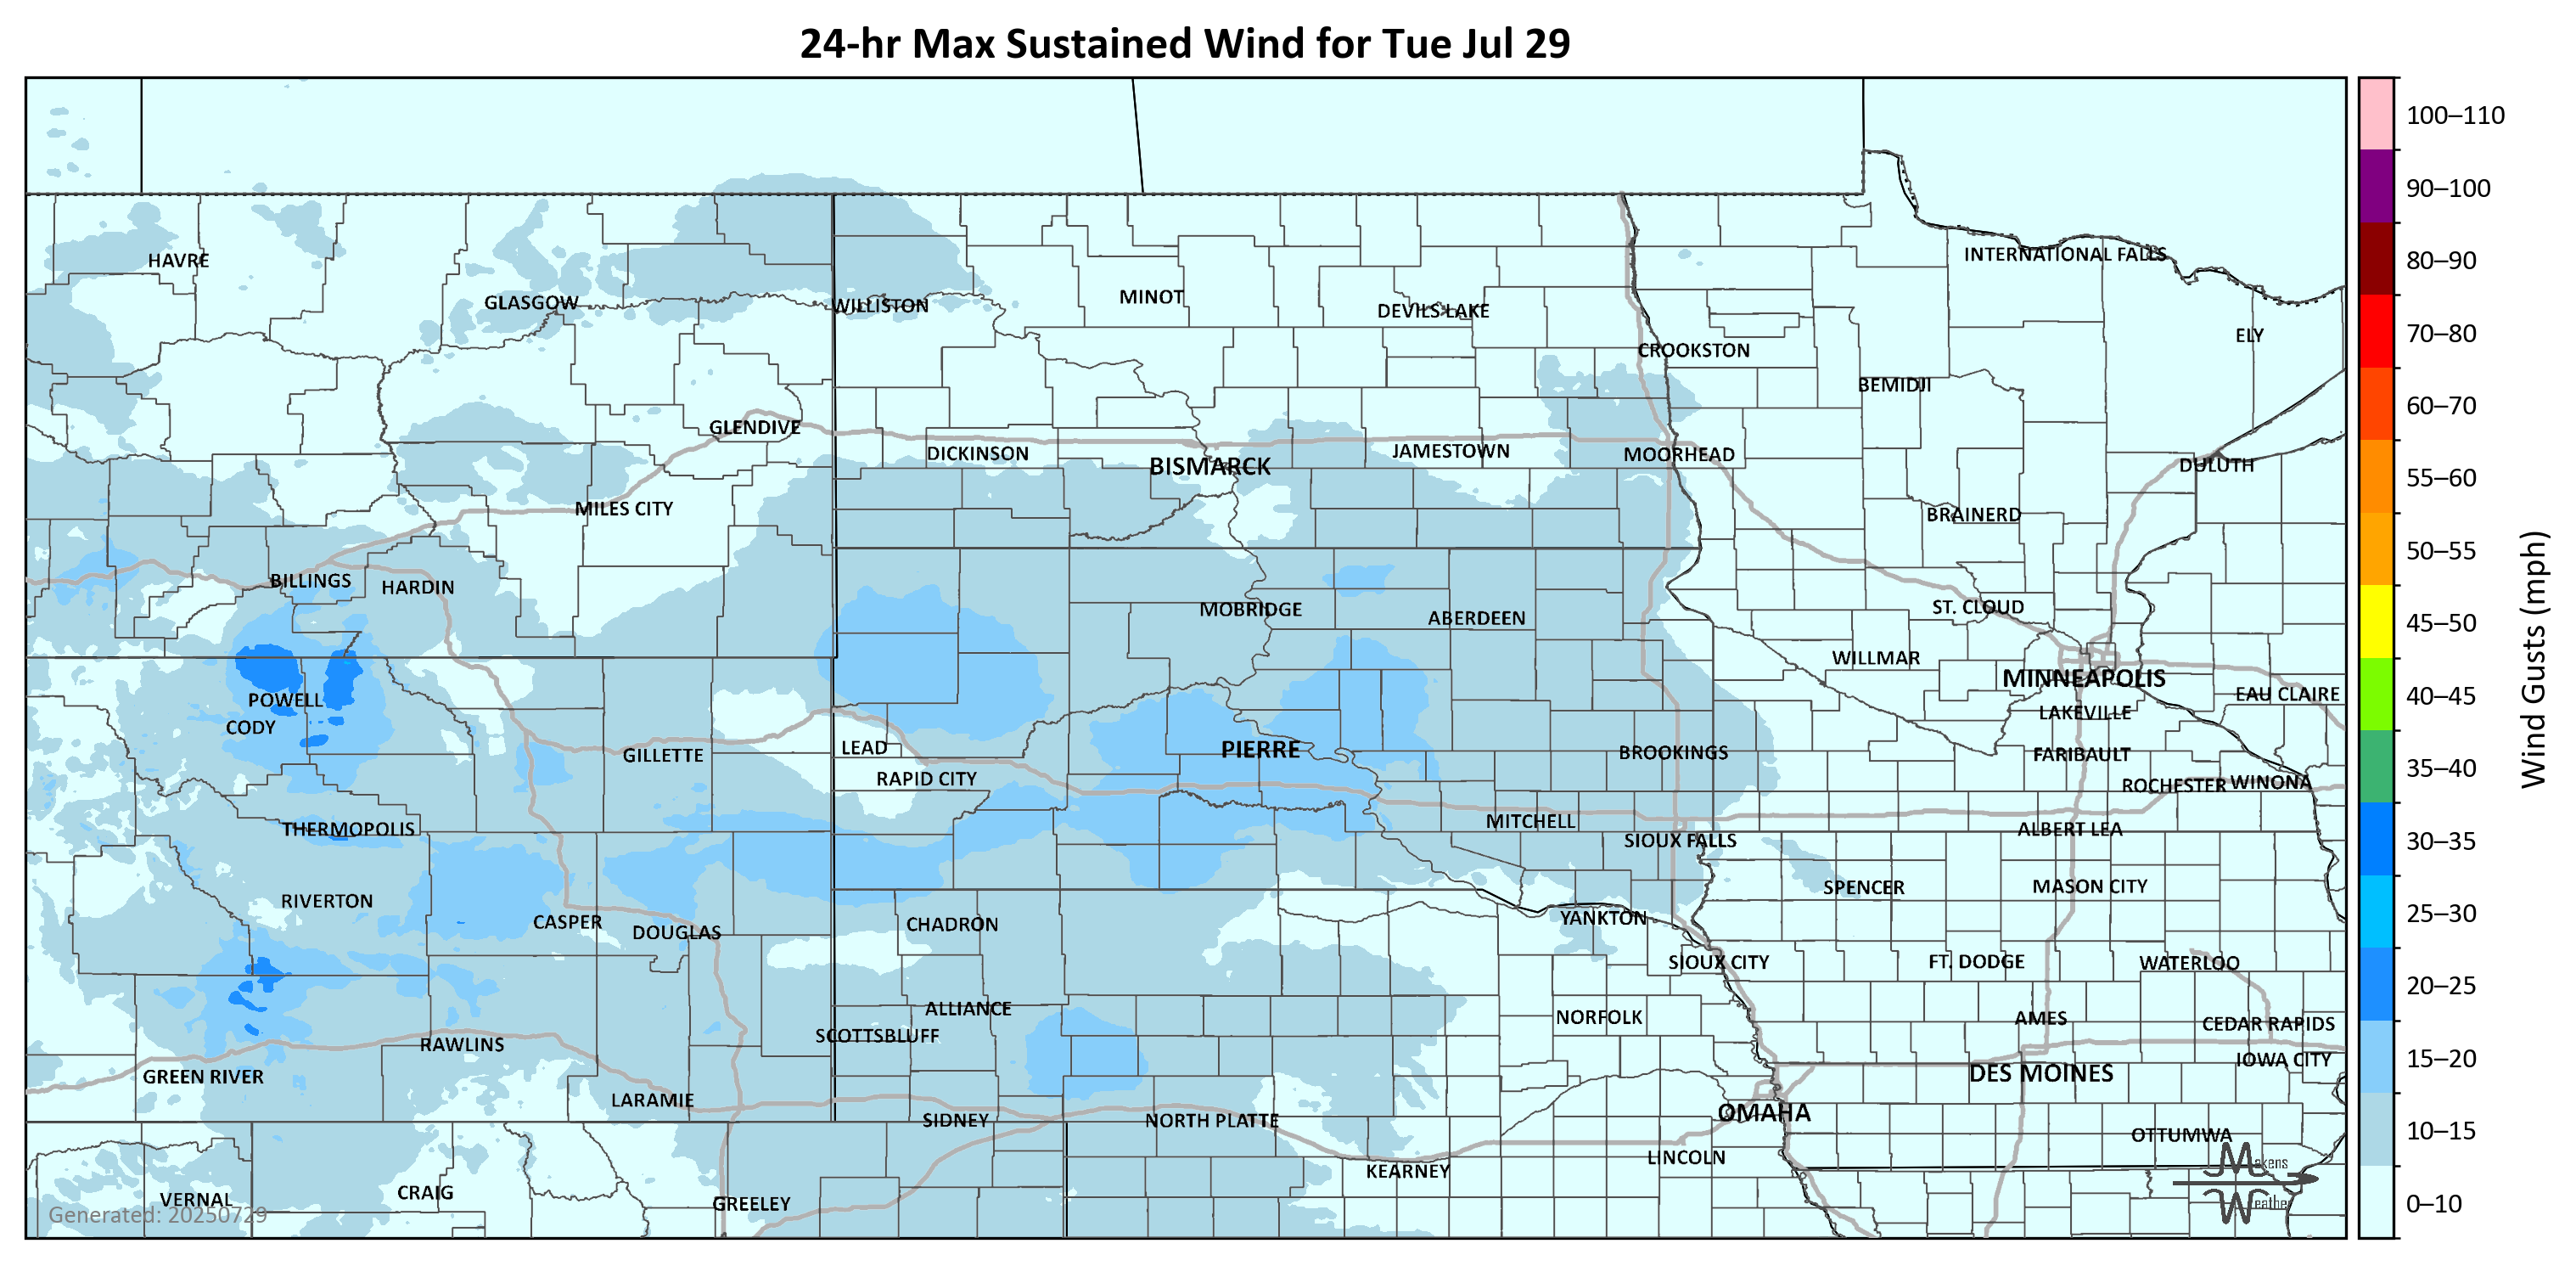 24-hr Max Sustained Wind for Tue Jul 29
HAVRE
GLASGOW
WILLISTON
MINOT
DEVILS LAKE
INTERNATIONAL FALLS
ELY
CROOKSTON
BEMIDJI
GLENDIVE
DICKINSON
BISMARCK
JAMESTOWN
MOORHEAD
DULUTH
MILES CITY
BRAINERD
BILLINGS
HARDIN
MOBRIDGE
ABERDEEN
ST. CLOUD
WILLMAR
MINNEAPOLIS
EAU CLAIRE
POWELL
CODY
LAKEVILLE
GILLETTE
LEAD
PIERRE
BROOKINGS
FARIBAULT
RAPID CITY
ROCHESTER
WINONA
THERMOPOLIS
MITCHELL
ALBERT LEA
SIOUX FALLS
RIVERTON
SPENCER
MASON CITY
CASPER
DOUGLAS
CHADRON
YANKTON
SIOUX CITY
FT. DODGE
WATERLOO
ALLIANCE
NORFOLK
AMES
CEDAR RAPIDS
SCOTTSBLUFF
RAWLINS
IOWA CITY
GREEN RIVER
DES MOINES
LARAMIE
SIDNEY
NORTH PLATTE
OMAHA
OTTUMWA
LINCOLN
KEARNEY
VERNAL
CRAIG
GREELEY
Generated: 20250729
Makens
Weather
100–110
90–100
80–90
70–80
60–70
55–60
50–55
45–50
40–45
35–40
30–35
25–30
20–25
15–20
10–15
0–10
Wind Gusts (mph)